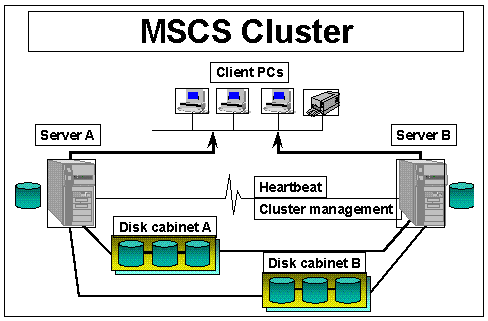 MSCS Cluster
Client PCs
Server A
Server B
Heartbeat
Cluster management
Disk cabinet A
Disk cabinet B